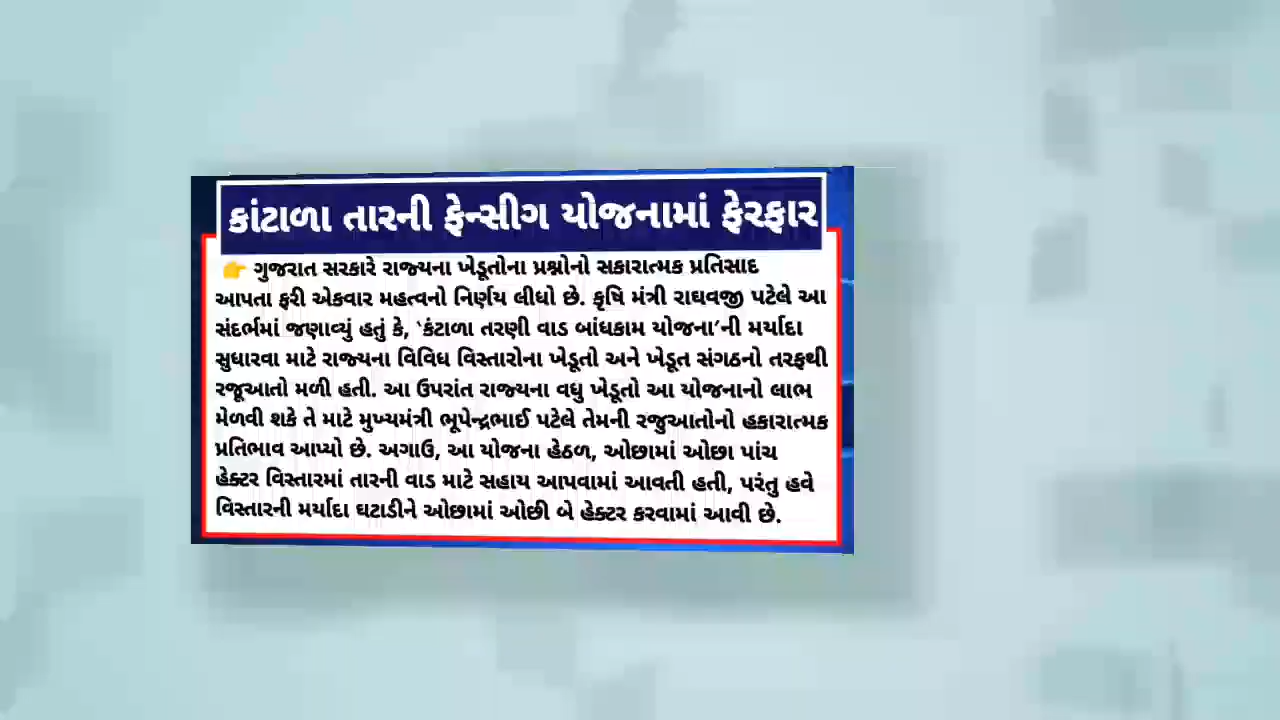 કાંટાળા તારની ફેન્સીગ યોજનામાં ફેરફાર
👉 ગુજરાત સરકારે રાજ્યના ખેડૂતોના પ્રશ્નોનો સકારાત્મક પ્રતિસાદ
આપતા ફરી એકવાર મહત્વનો નિર્ણય લીધો છે. કૃષિ મંત્રી રાઘવજી પટેલે આ
સંદર્ભમાં જણાવ્યું હતું કે, 'કંટાળા તરણી વાડ બાંધકામ યોજના'ની મર્યાદા
સુધારવા માટે રાજ્યના વિવિધ વિસ્તારોના ખેડૂતો અને ખેડૂત સંગઠનો તરફથી
રજૂઆતો મળી હતી. આ ઉપરાંત રાજ્યના વધુ ખેડૂતો આ યોજનાનો લાભ
મેળવી શકે તે માટે મુખ્યમંત્રી ભૂપેન્દ્રભાઈ પટેલે તેમની રજુઆતોનો હકારાત્મક
પ્રતિભાવ આપ્યો છે. અગાઉ, આ યોજના હેઠળ, ઓછામાં ઓછા પાંચ
હેક્ટર વિસ્તારમાં તારની વાડ માટે સહાય આપવામાં આવતી હતી, પરંતુ હવે
વિસ્તારની મર્યાદા ઘટાડીને ઓછામાં ઓછી બે હેક્ટર કરવામાં આવી છે.